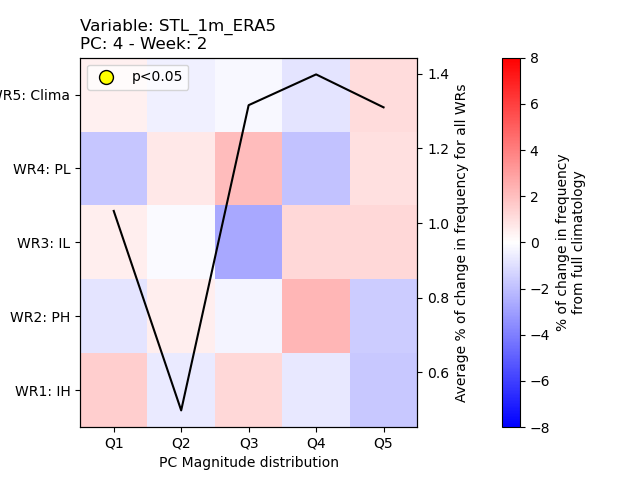 Variable: STL_1m_ERA5
PC: 4 - Week: 2
p<0.05
WR5: Clima
WR4: PL
WR3: IL
WR2: PH
WR1: IH
Q1 Q2 Q3 Q4 Q5
PC Magnitude distribution
1.4
1.2
1.0
0.8
0.6
Average % of change in frequency for all WRs
8
6
4
2
0
−2
−4
−6
−8
% of change in frequency
from full climatology